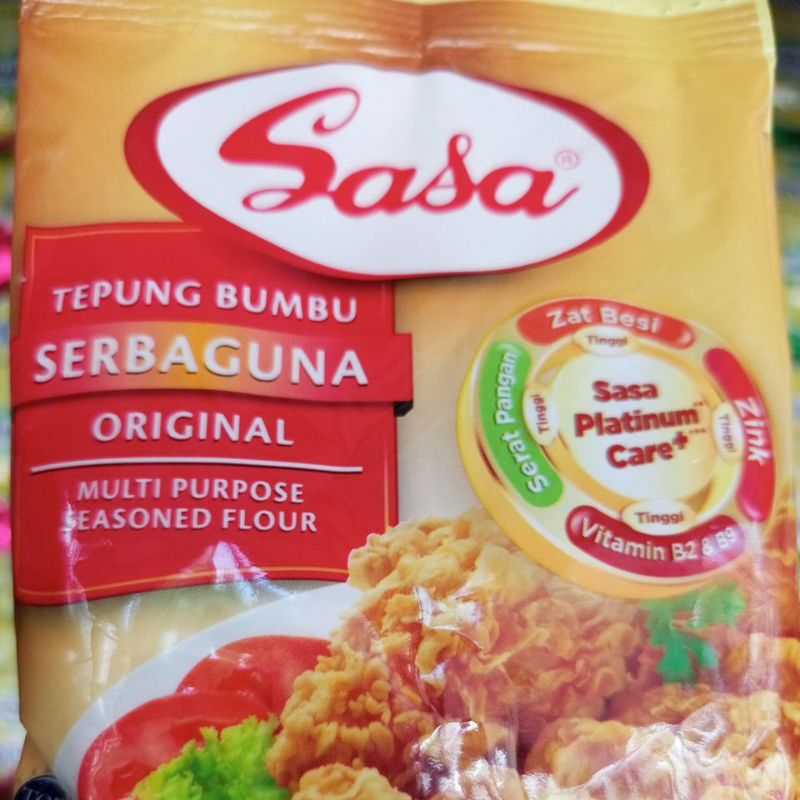 Sasa®
TEPUNG BUMBU
SERBAGUNA
ORIGINAL
MULTI PURPOSE
SEASONED FLOUR
Zat Besi
Tinggi
Serat Pangan
Tinggi
Sasa
Platinum**
Care+***
Tinggi
Zink
Tinggi
Vitamin B2 & B9